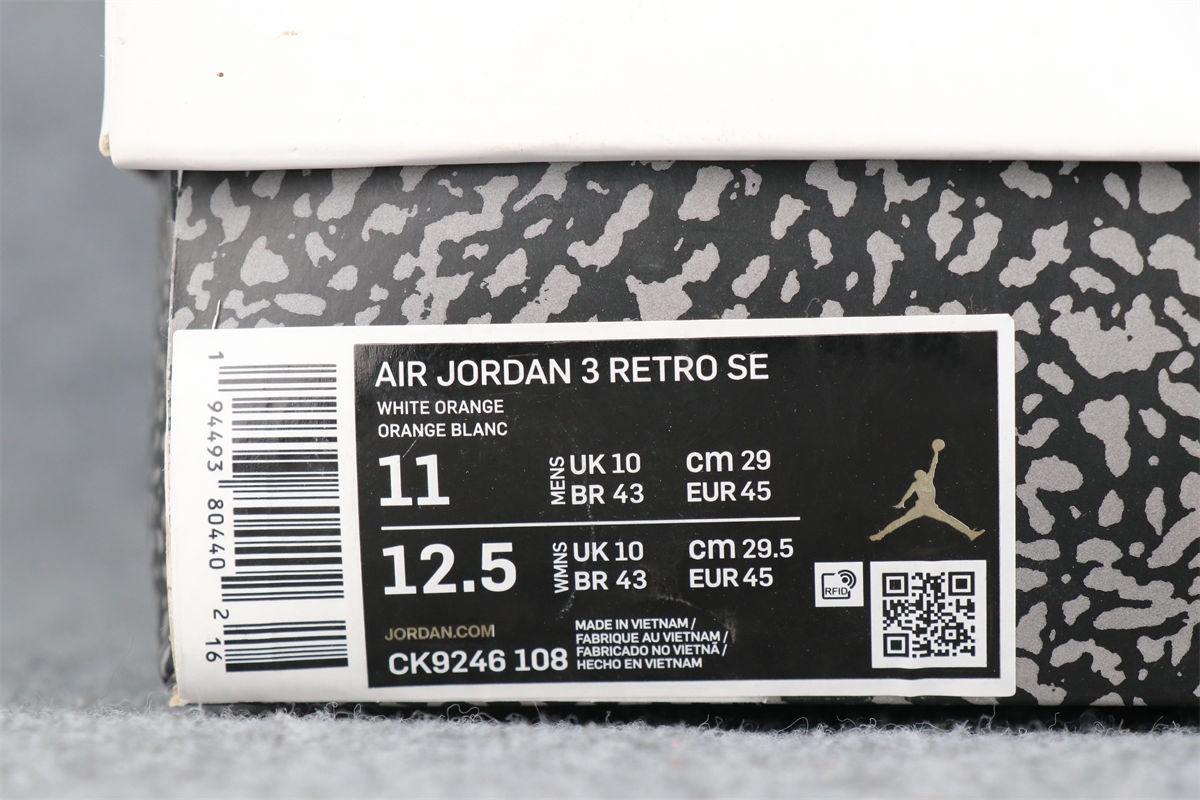 AIR JORDAN 3 RETRO SE
WHITE ORANGE
ORANGE BLANC
11
MENS
UK 10
BR 43
cm 29
EUR 45
12.5
WMNS
UK 10
BR 43
cm 29.5
EUR 45
JORDAN.COM
CK9246 108
MADE IN VIETNAM /
FABRIQUE AU VIETNAM /
FABRICADO NO VIETNÃ /
HECHO EN VIETNAM
RFID
1 94493 80440 2 16